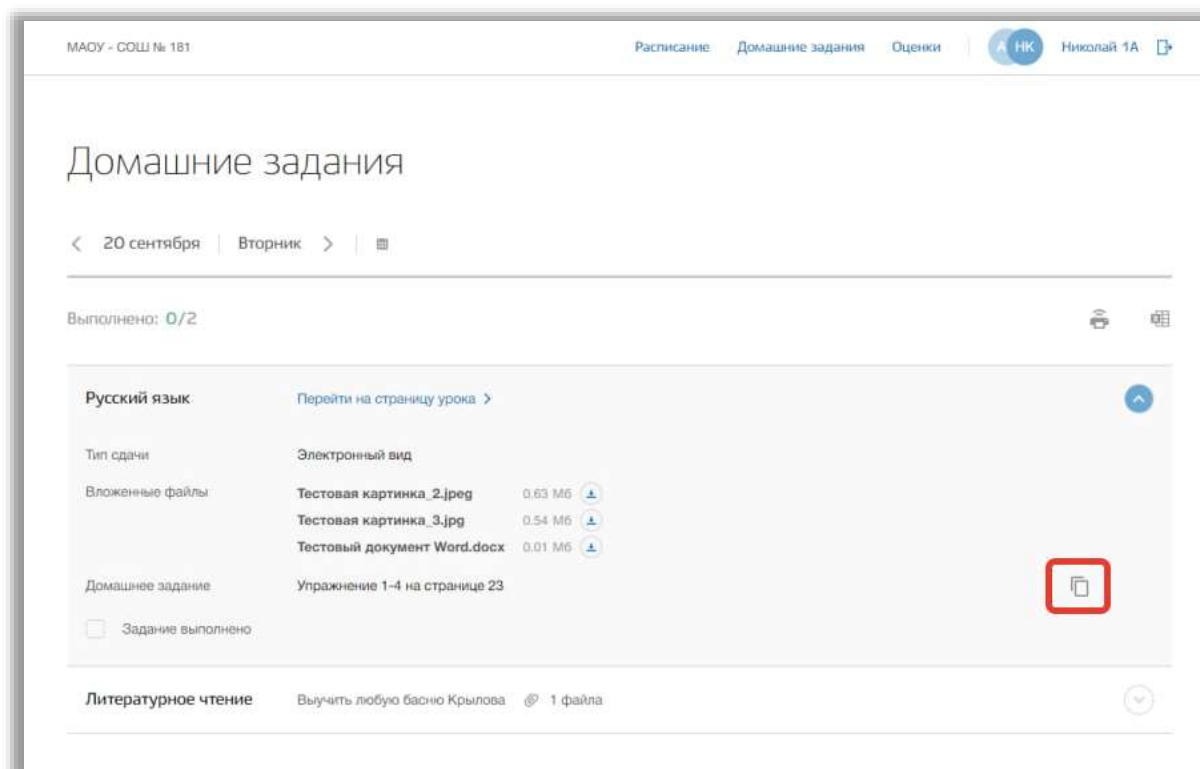 МАОУ - СОШ № 181 Расписание Домашние задания Оценки А НК Николай 1А
Домашние задания
20 сентября Вторник
Выполнено: 0/2
Русский язык Перейти на страницу урока
Тип сдачи Электронный вид
Вложенные файлы Тестовая картинка_2.jpeg 0.63 Мб
Тестовая картинка_3.jpg 0.54 Мб
Тестовый документ Word.docx 0.01 Мб
Домашнее задание Упражнение 1-4 на странице 23
Задание выполнено
Литературное чтение Выучить любую басню Крылова 1 файла